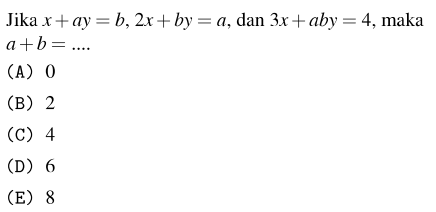 Jika x + ay = b, 2x + by = a, dan 3x + aby = 4, maka
a + b = ....
(A) 0
(B) 2
(C) 4
(D) 6
(E) 8